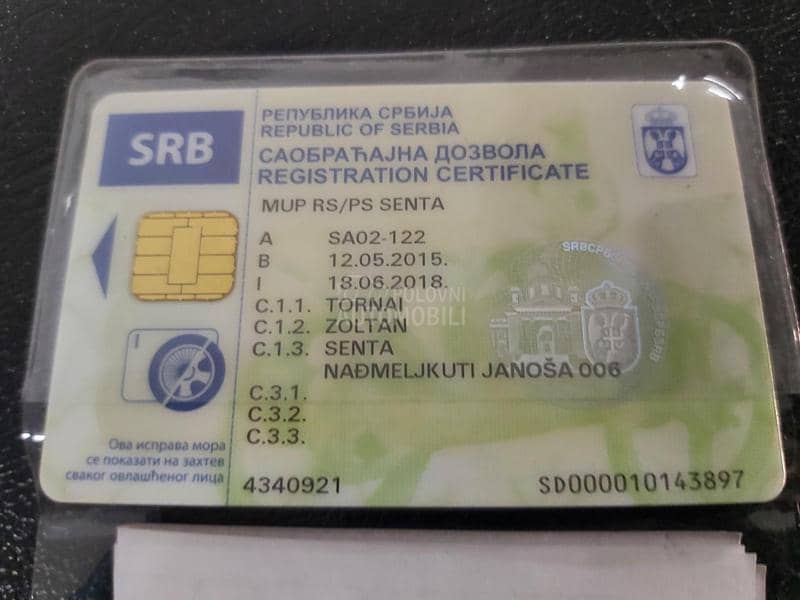 SRB
РЕПУБЛИКА СРБИЈА
REPUBLIC OF SERBIA
САОБРАЋАЈНА ДОЗВОЛА
REGISTRATION CERTIFICATE
MUP RS/PS SENTA
A SA02-122
B 12.05.2015.
I 18.06.2018.
C.1.1. TORNAI
C.1.2. ZOLTAN
C.1.3. SENTA
NAĐMELJKUTI JANOŠA 006
C.3.1.
C.3.2.
C.3.3.
Ова исправа мора
се показати на захтев
сваког овлашћеног лица
4340921
SD000010143897